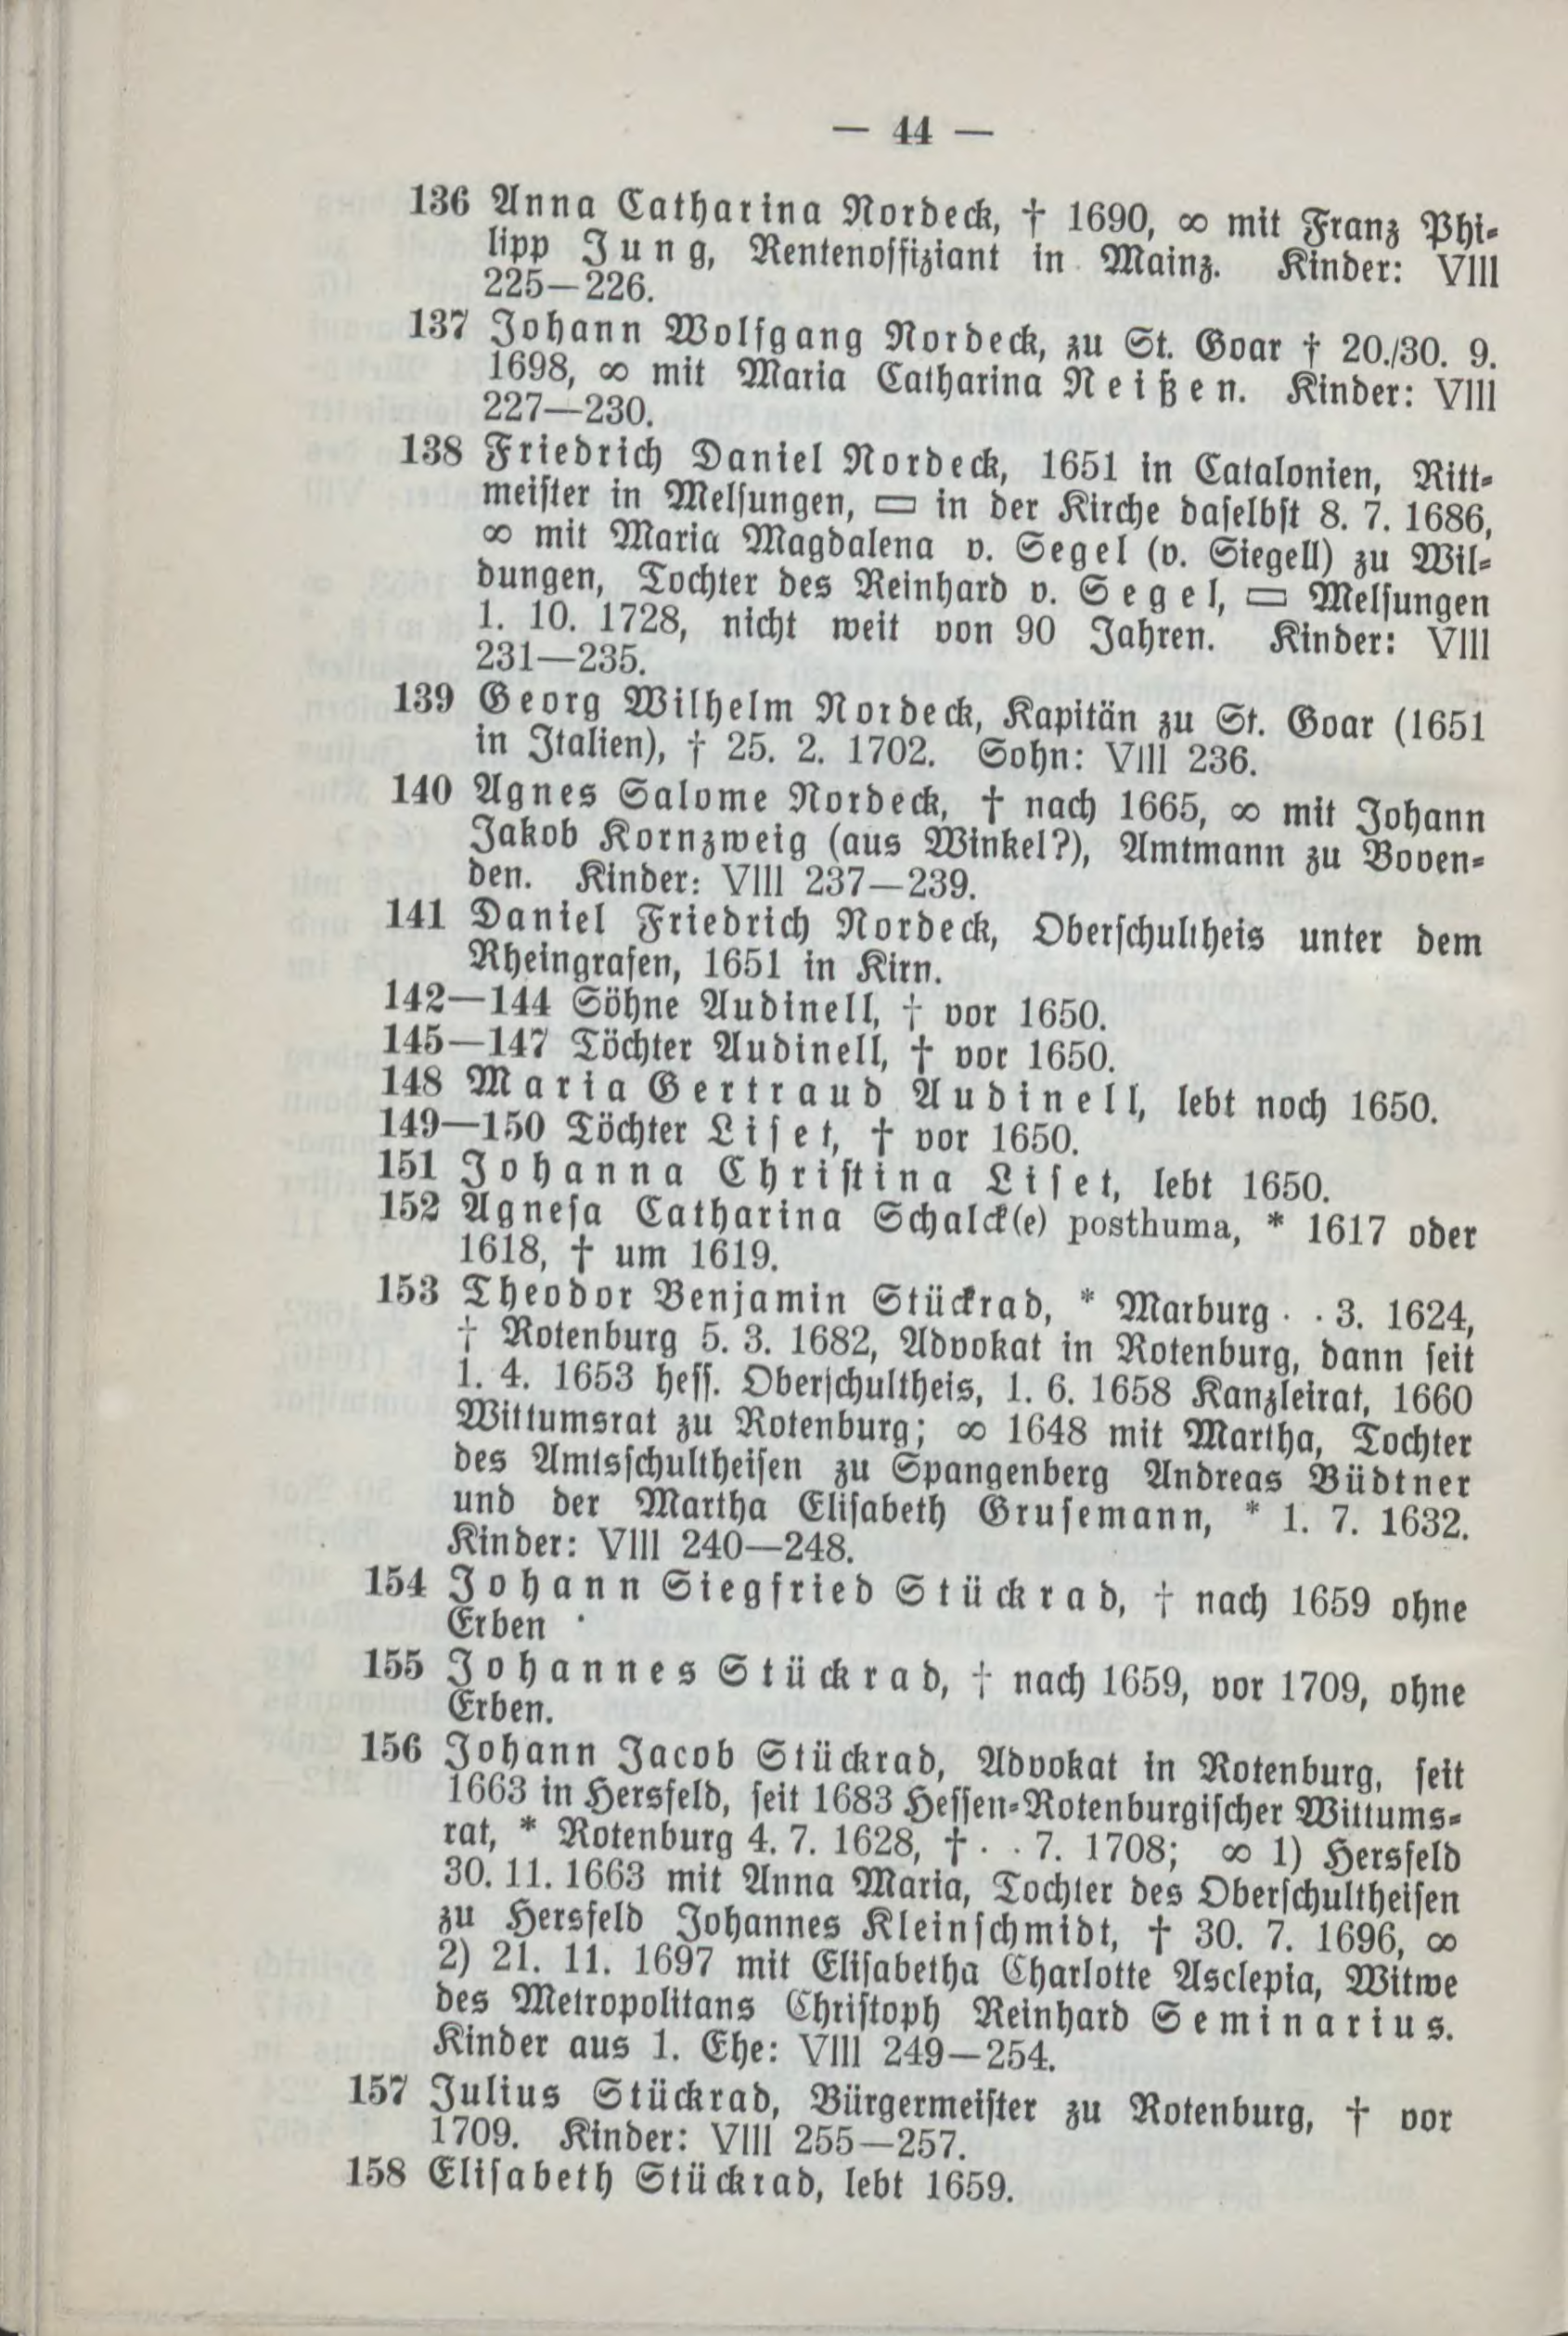 — 44 —
136 Anna Catharina Nordeck, † 1690, ∞ mit Franz Phi-
lipp Jung, Rentenoffiziant in Mainz. Kinder: VIII
225—226.
137 Johann Wolfgang Nordeck, zu St. Goar † 20./30. 9.
1698, ∞ mit Maria Catharina Neißen. Kinder: VIII
227—230.
138 Friedrich Daniel Nordeck, 1651 in Catalonien, Ritt-
meister in Melsungen, ▭ in der Kirche daselbst 8. 7. 1686,
∞ mit Maria Magdalena v. Segel (v. Siegell) zu Wil-
dungen, Tochter des Reinhard v. Segel, ▭ Melsungen
1. 10. 1728, nicht weit von 90 Jahren. Kinder: VIII
231—235.
139 Georg Wilhelm Nordeck, Kapitän zu St. Goar (1651
in Italien), † 25. 2. 1702. Sohn: VIII 236.
140 Agnes Salome Nordeck, † nach 1665, ∞ mit Johann
Jakob Kornzweig (aus Winkel?), Amtmann zu Boven-
den. Kinder: VIII 237—239.
141 Daniel Friedrich Nordeck, Oberschultheis unter dem
Rheingrafen, 1651 in Kirn.
142—144 Söhne Audinell, † vor 1650.
145—147 Töchter Audinell, † vor 1650.
148 Maria Gertraud Audinell, lebt noch 1650.
149—150 Töchter Liset, † vor 1650.
151 Johanna Christina Liset, lebt 1650.
152 Agnesa Catharina Schalck(e) posthuma, * 1617 oder
1618, † um 1619.
153 Theodor Benjamin Stückrad, * Marburg . . 3. 1624,
† Rotenburg 5. 3. 1682, Advokat in Rotenburg, dann seit
1. 4. 1653 hess. Oberschultheis, 1. 6. 1658 Kanzleirat, 1660
Wittumsrat zu Rotenburg; ∞ 1648 mit Martha, Tochter
des Amtsschultheisen zu Spangenberg Andreas Büdtner
und der Martha Elisabeth Grusemann, * 1. 7. 1632.
Kinder: VIII 240—248.
154 Johann Siegfried Stückrad, † nach 1659 ohne
Erben
155 Johannes Stückrad, † nach 1659, vor 1709, ohne
Erben.
156 Johann Jacob Stückrad, Advokat in Rotenburg, seit
1663 in Hersfeld, seit 1683 Hessen-Rotenburgischer Wittums-
rat, * Rotenburg 4. 7. 1628, † . . 7. 1708; ∞ 1) Hersfeld
30. 11. 1663 mit Anna Maria, Tochter des Oberschultheisen
zu Hersfeld Johannes Kleinschmidt, † 30. 7. 1696, ∞
2) 21. 11. 1697 mit Elisabetha Charlotte Asclepia, Witwe
des Metropolitans Christoph Reinhard Seminarius.
Kinder aus 1. Ehe: VIII 249—254.
157 Julius Stückrad, Bürgermeister zu Rotenburg, † vor
1709. Kinder: VIII 255—257.
158 Elisabeth Stückrad, lebt 1659.